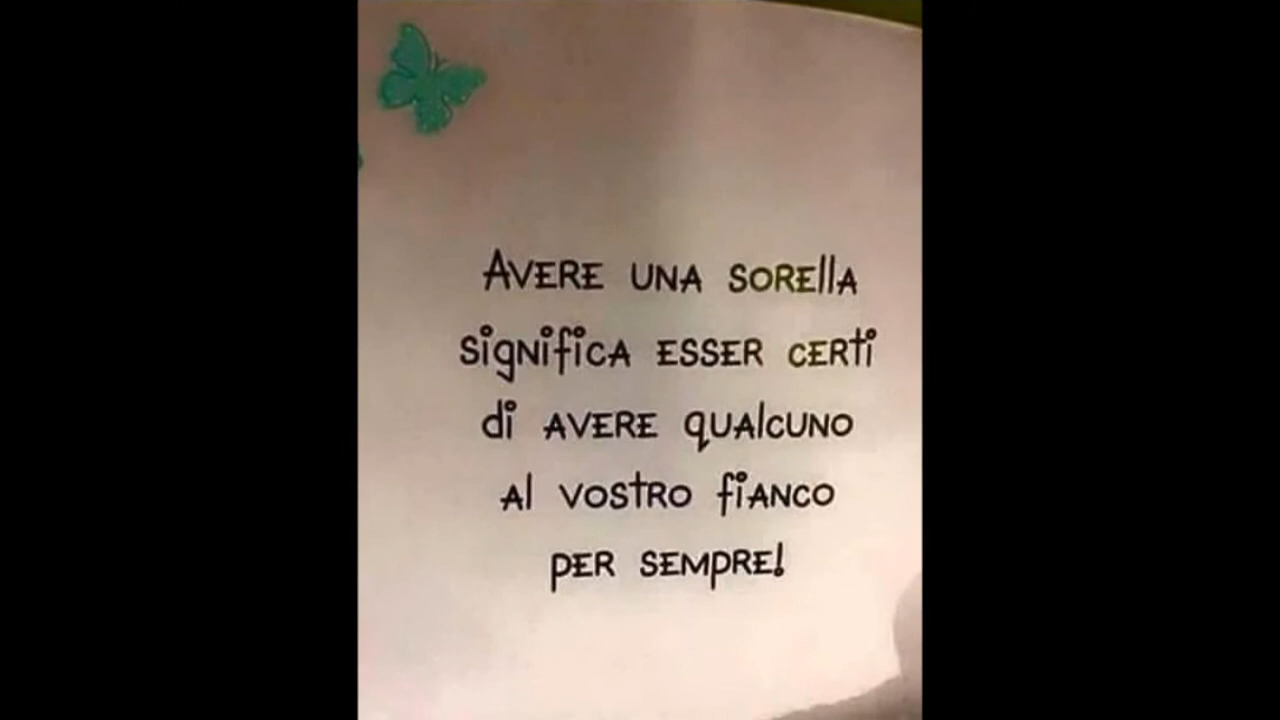 Avere una sorella
significa esser certi
di avere qualcuno
al vostro fianco
per sempre!